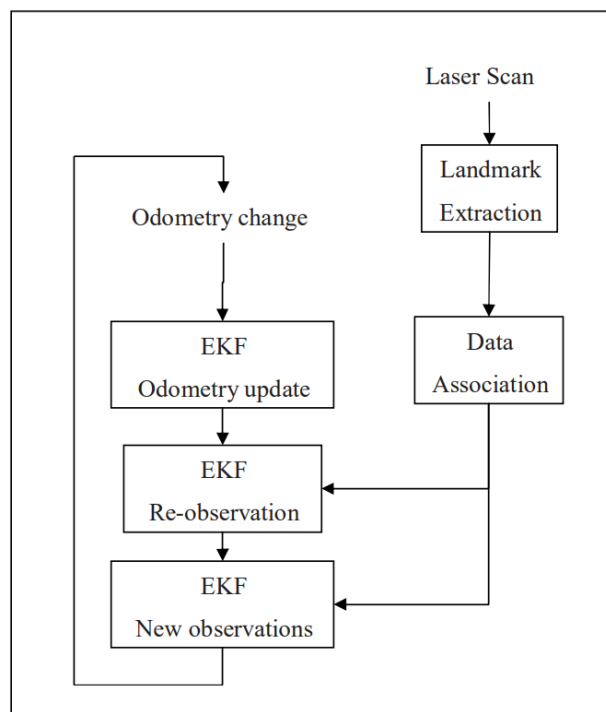 Laser Scan
Landmark
Extraction
Odometry change
EKF
Odometry update
Data
Association
EKF
Re-observation
EKF
New observations